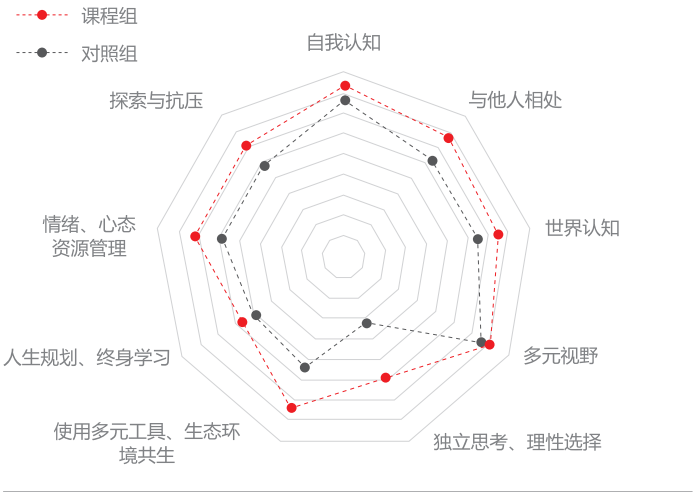 课程组
对照组
自我认知
探索与抗压
与他人相处
情绪、心态
资源管理
世界认知
人生规划、终身学习
多元视野
使用多元工具、生态环
境共生
独立思考、理性选择